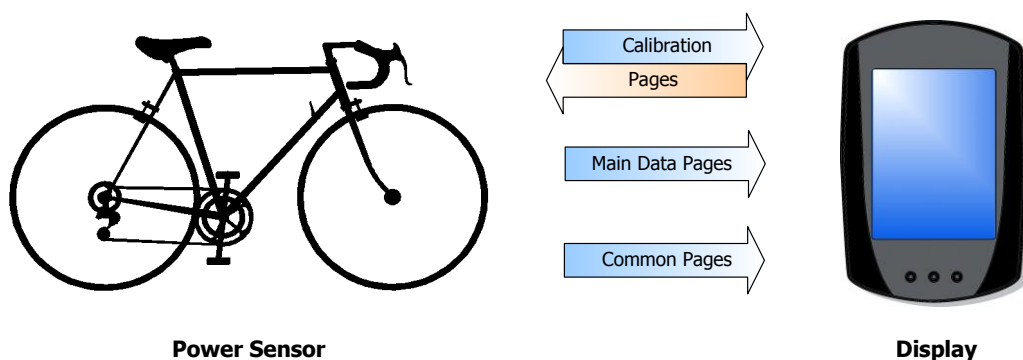 Calibration
Pages
Main Data Pages
Common Pages
Power Sensor
Display